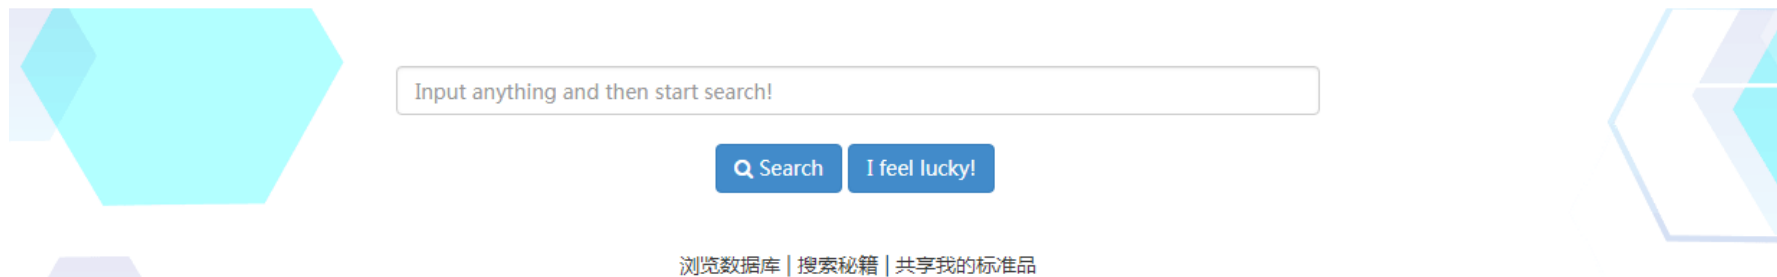 Input anything and then start search!
Search I feel lucky!
浏览数据库 | 搜索秘籍 | 共享我的标准品